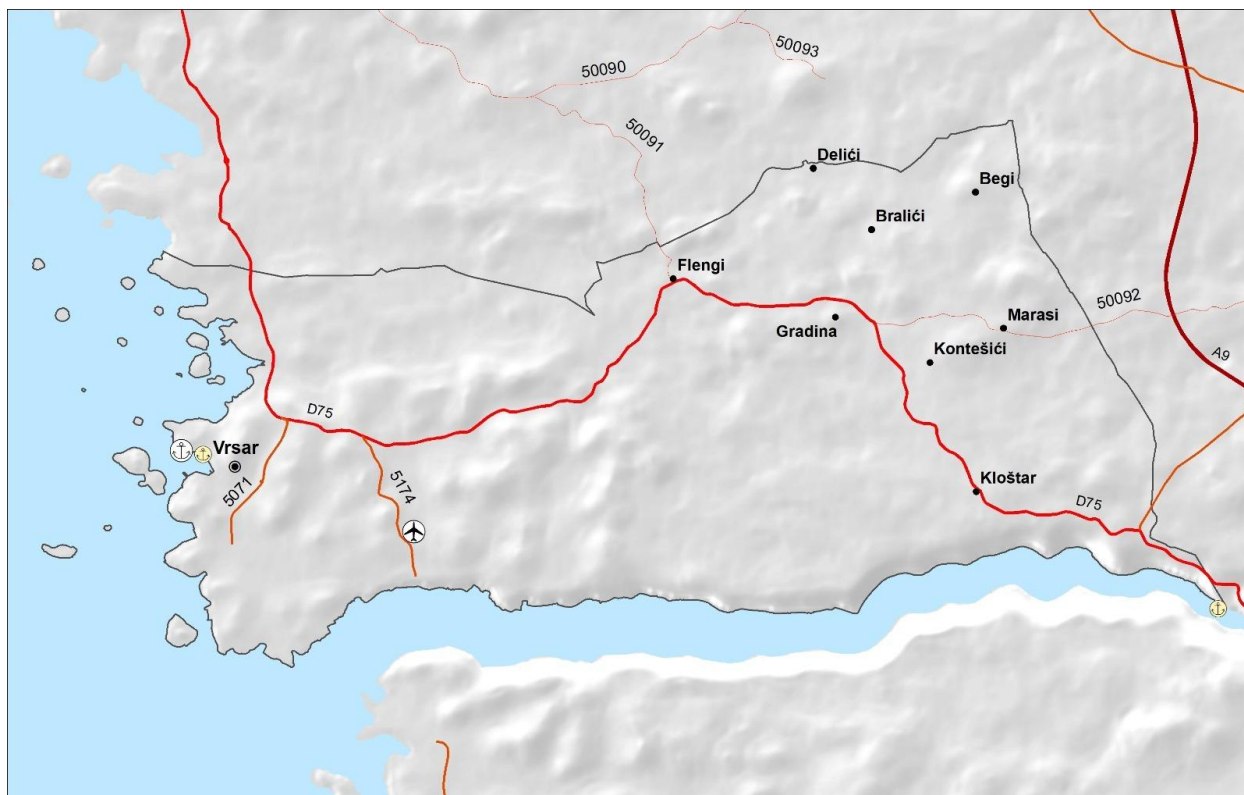 50093
50090
50091
Delići
Begi
Bralići
Flengi
50092
Marasi
Gradina
Kontešići
A9
D75
Vrsar
5071
5174
Kloštar
D75